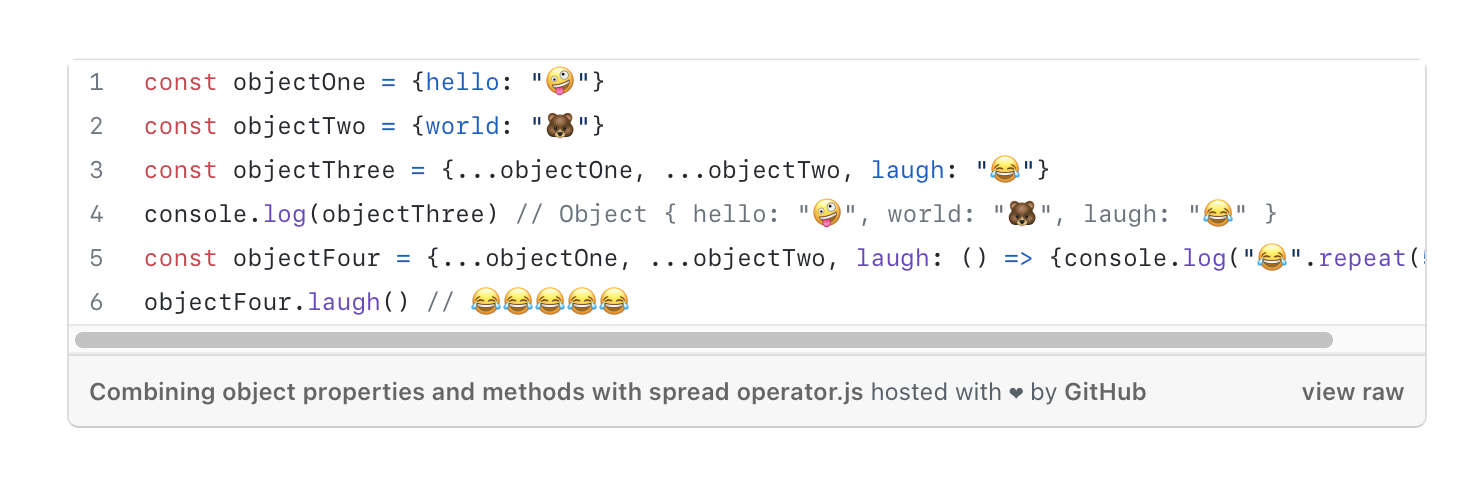 1 const objectOne = {hello: "🤪"}
2 const objectTwo = {world: "🐻"}
3 const objectThree = {...objectOne, ...objectTwo, laugh: "😂"}
4 console.log(objectThree) // Object { hello: "🤪", world: "🐻", laugh: "😂" }
5 const objectFour = {...objectOne, ...objectTwo, laugh: () => {console.log("😂".repeat(
6 objectFour.laugh() // 😂😂😂😂😂
Combining object properties and methods with spread operator.js hosted with ❤ by GitHub view raw